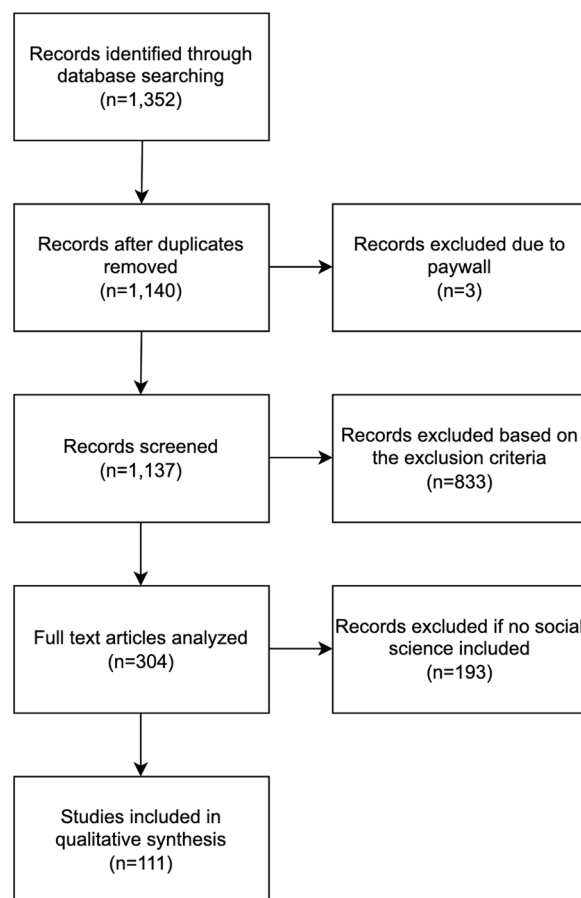 Records identified through
database searching
(n=1,352)
Records after duplicates
removed
(n=1,140)
Records excluded due to
paywall
(n=3)
Records screened
(n=1,137)
Records excluded based on
the exclusion criteria
(n=833)
Full text articles analyzed
(n=304)
Records excluded if no social
science included
(n=193)
Studies included in
qualitative synthesis
(n=111)